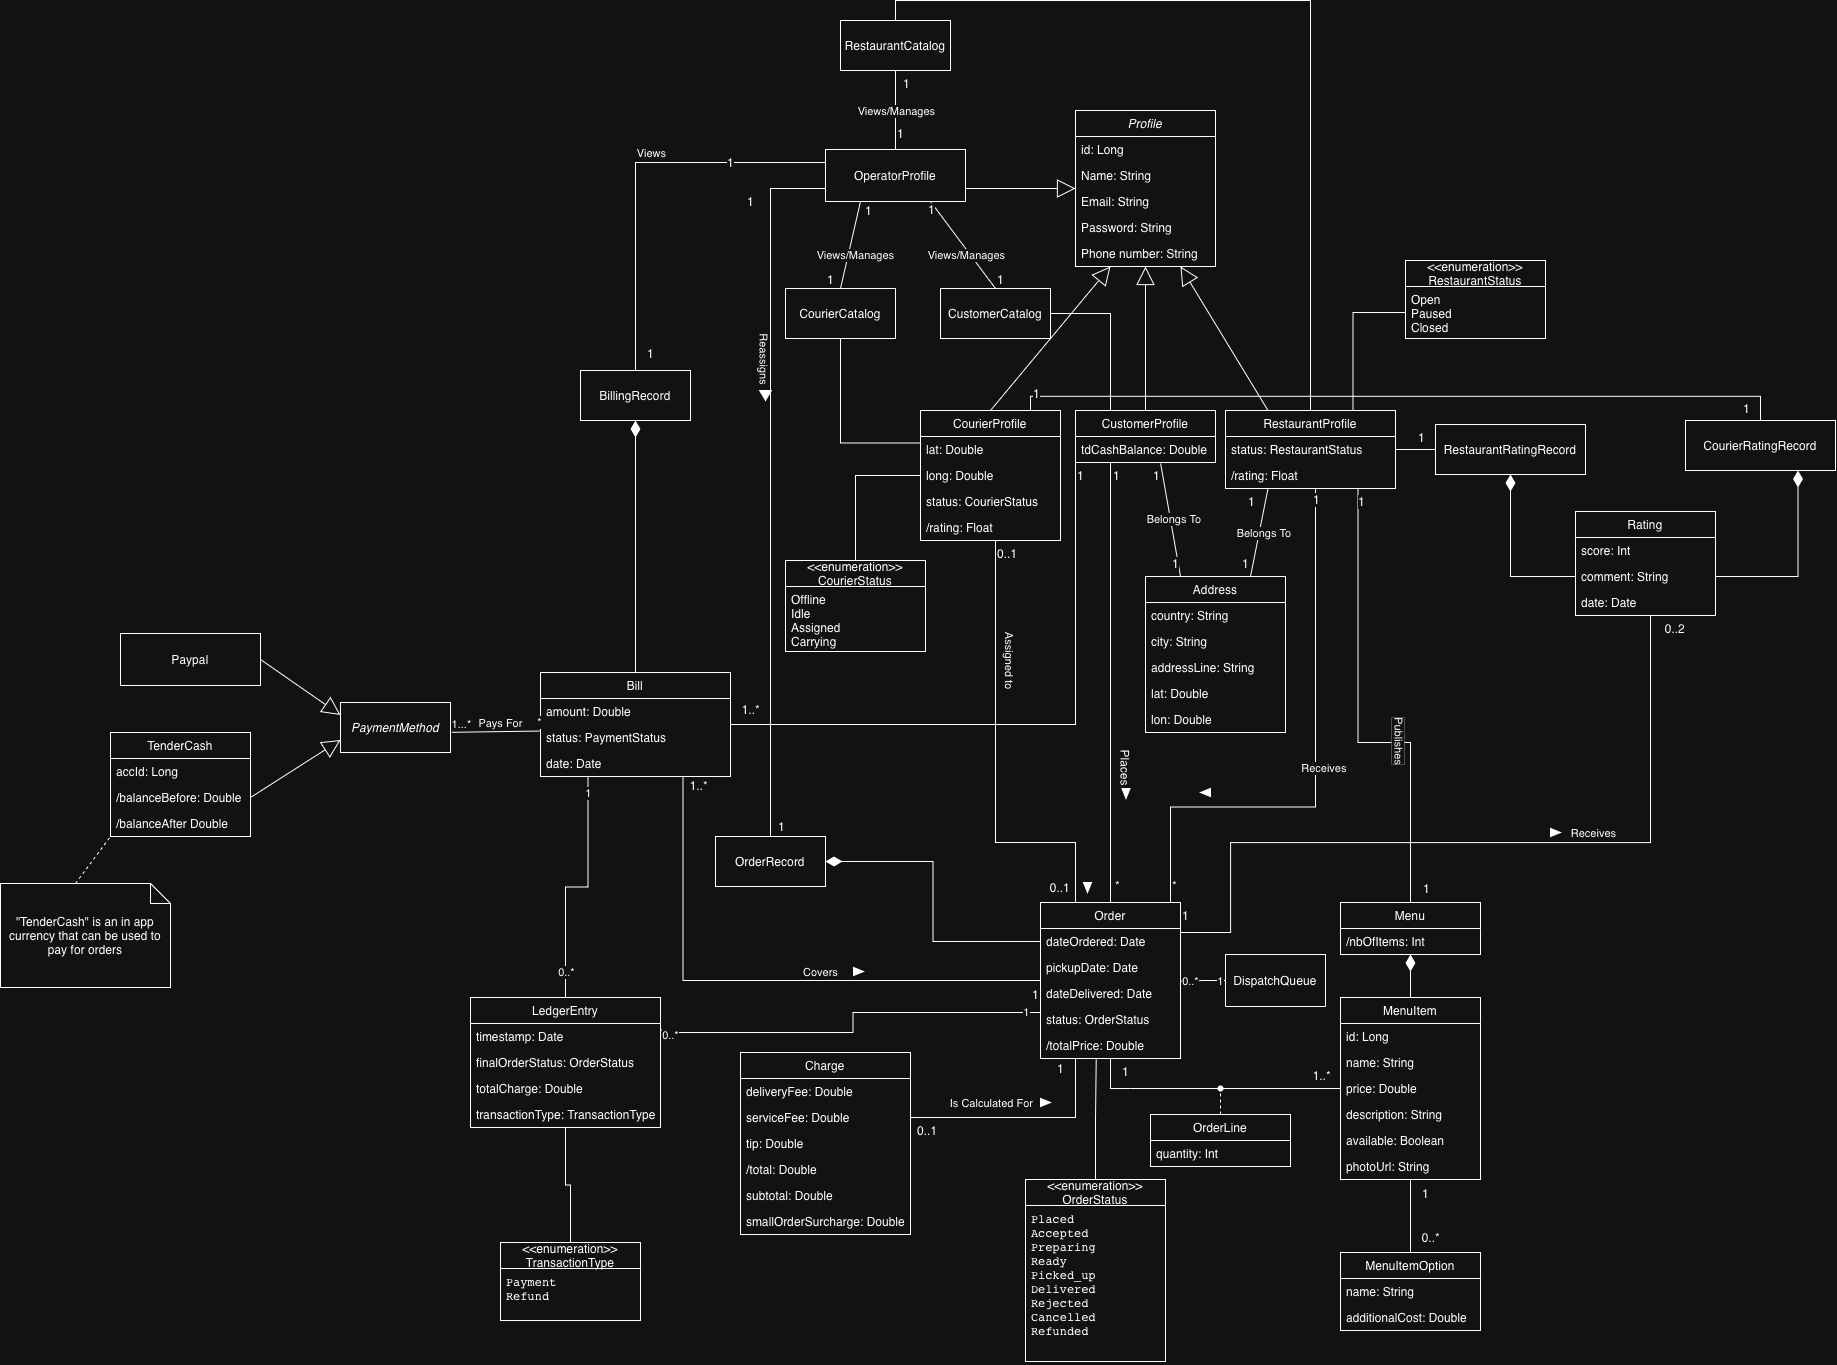 RestaurantCatalog
1
Views/Manages
1
OperatorProfile
Views
1
1
1
1
Views/Manages
Views/Manages
1
1
CourierCatalog
CustomerCatalog
Profile
id: Long
Name: String
Email: String
Password: String
Phone number: String
<<enumeration>>
RestaurantStatus
Open
Paused
Closed
Reassigns
1
BillingRecord
1
1
CourierProfile
lat: Double
long: Double
status: CourierStatus
/rating: Float
CustomerProfile
tdCashBalance: Double
RestaurantProfile
status: RestaurantStatus
/rating: Float
1
RestaurantRatingRecord
CourierRatingRecord
1
1
1
1
1
1
Belongs To
Belongs To
1
1
0..1
<<enumeration>>
CourierStatus
Offline
Idle
Assigned
Carrying
Address
country: String
city: String
addressLine: String
lat: Double
lon: Double
Rating
score: Int
comment: String
date: Date
0..2
Assigned to
Paypal
PaymentMethod
1...*
Pays For
*
Bill
amount: Double
status: PaymentStatus
date: Date
1..*
TenderCash
accId: Long
/balanceBefore: Double
/balanceAfter Double
"TenderCash" is an in app
currency that can be used to
pay for orders
1
1..*
Places
Receives
Publishes
1
OrderRecord
Receives
0..1
*
*
1
1
Order
dateOrdered: Date
pickupDate: Date
dateDelivered: Date
status: OrderStatus
/totalPrice: Double
Menu
/nbOfItems: Int
0..*
1
DispatchQueue
Covers
1
1
0..*
LedgerEntry
timestamp: Date
finalOrderStatus: OrderStatus
totalCharge: Double
transactionType: TransactionType
0..*
Charge
deliveryFee: Double
serviceFee: Double
tip: Double
/total: Double
subtotal: Double
smallOrderSurcharge: Double
Is Calculated For
0..1
1
1
1..*
OrderLine
quantity: Int
MenuItem
id: Long
name: String
price: Double
description: String
available: Boolean
photoUrl: String
1
0..*
<<enumeration>>
OrderStatus
Placed
Accepted
Preparing
Ready
Picked_up
Delivered
Rejected
Cancelled
Refunded
<<enumeration>>
TransactionType
Payment
Refund
MenuItemOption
name: String
additionalCost: Double